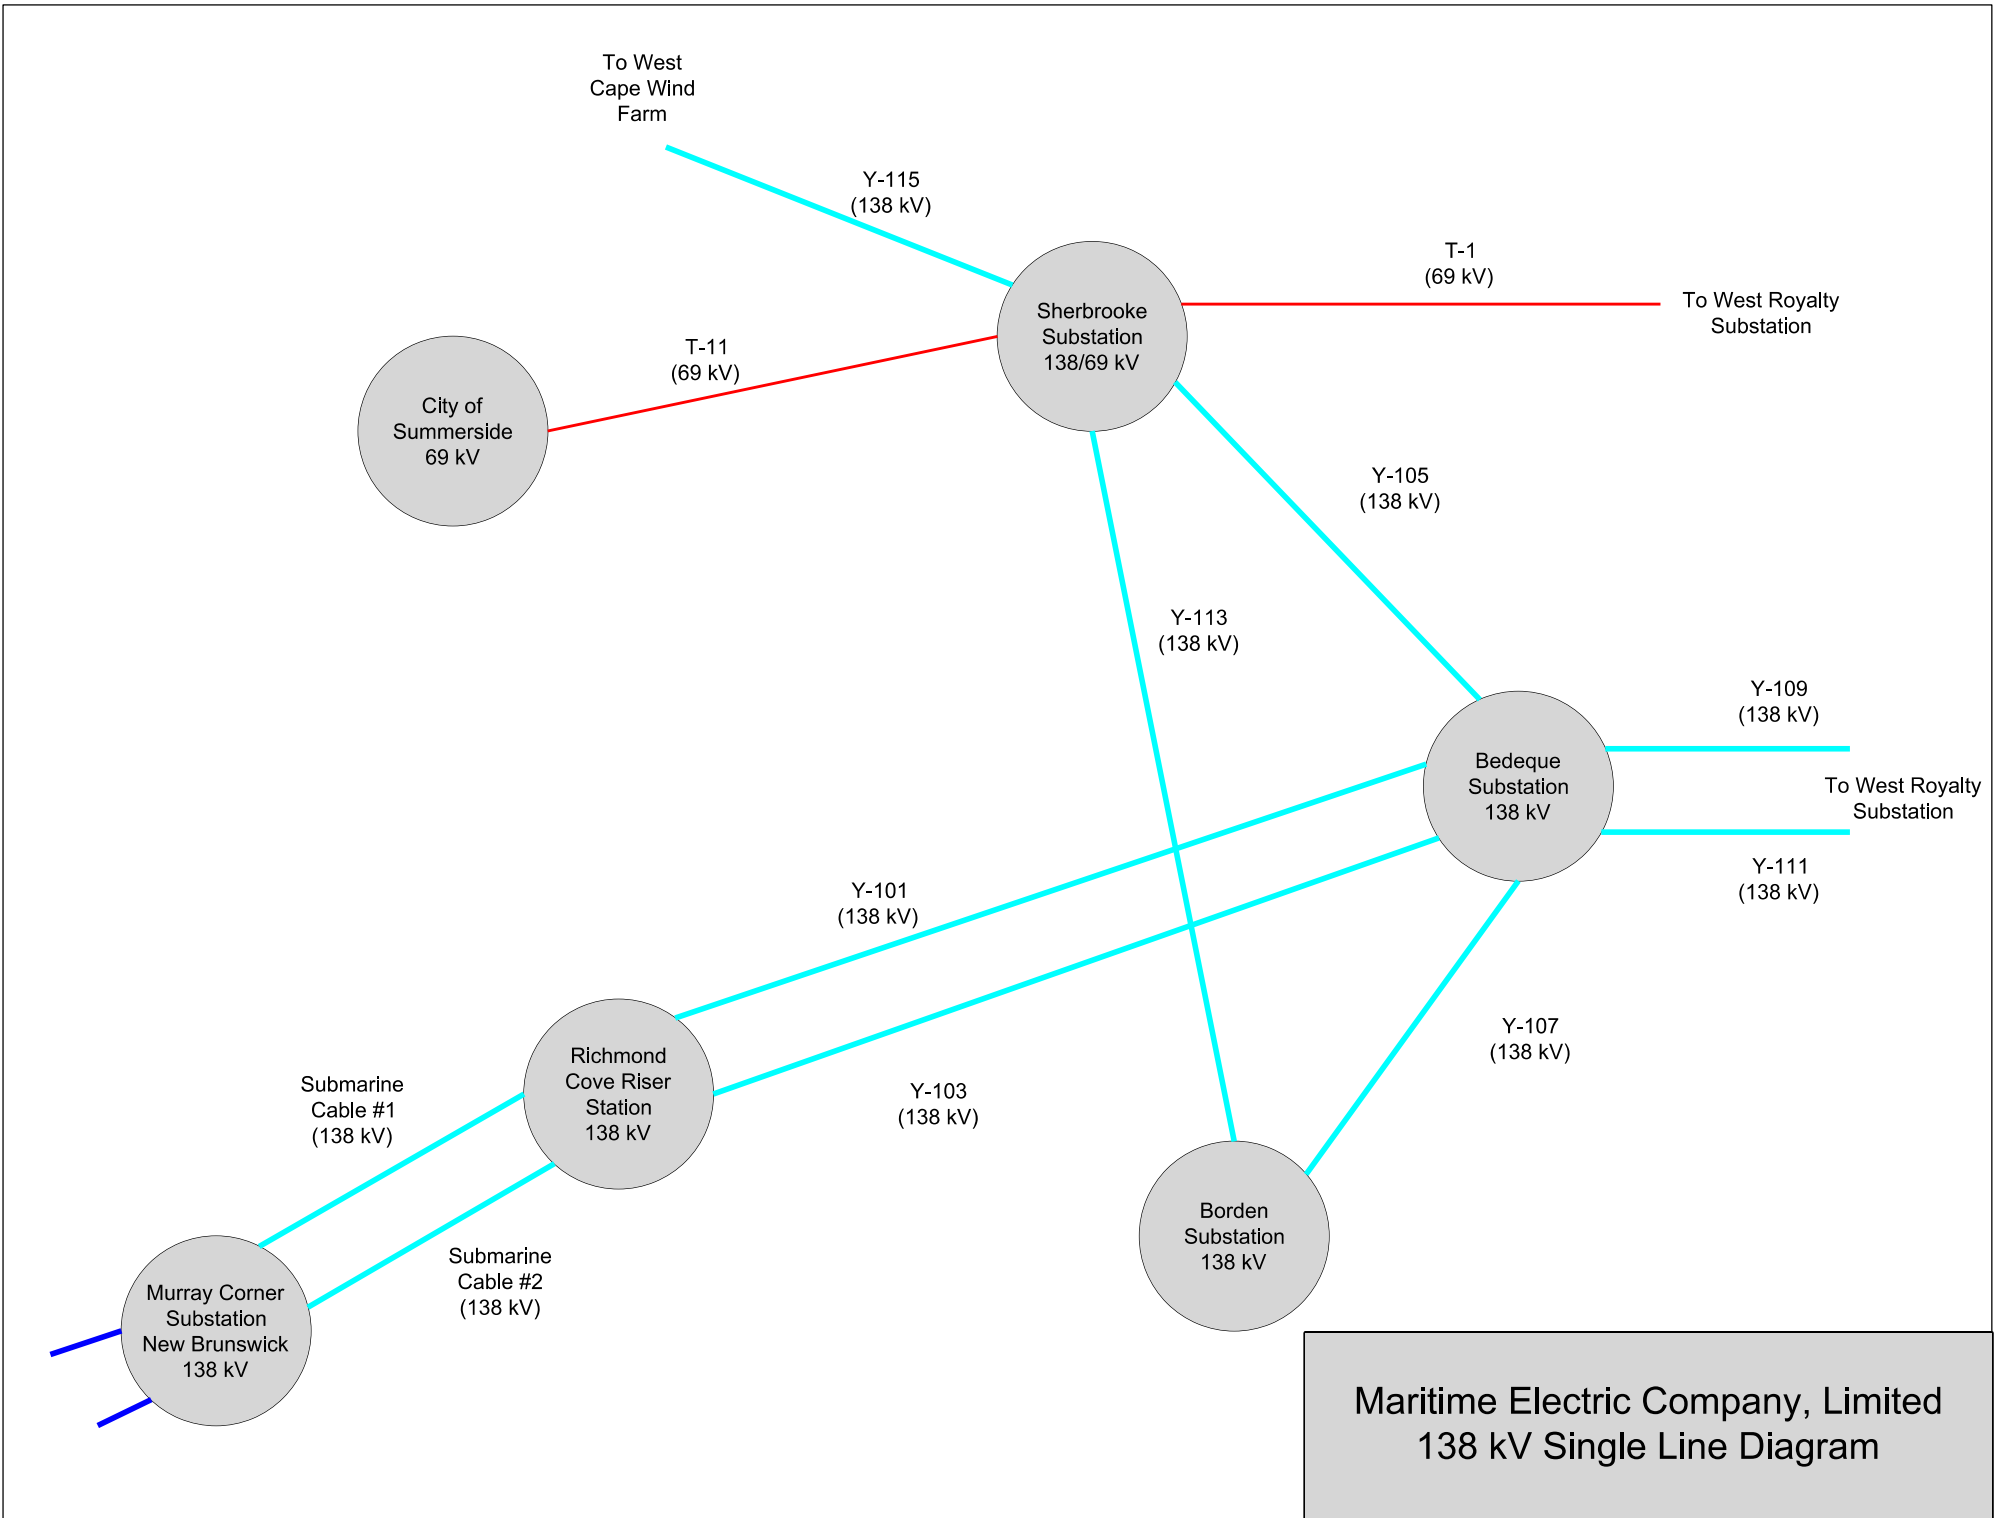 To West
Cape Wind
Farm
Y-115
(138 kV)
T-1
(69 kV)
To West Royalty
Substation
Sherbrooke
Substation
138/69 kV
T-11
(69 kV)
City of
Summerside
69 kV
Y-105
(138 kV)
Y-113
(138 kV)
Y-109
(138 kV)
Bedeque
Substation
138 kV
To West Royalty
Substation
Y-111
(138 kV)
Y-101
(138 kV)
Y-107
(138 kV)
Richmond
Cove Riser
Station
138 kV
Submarine
Cable #1
(138 kV)
Y-103
(138 kV)
Borden
Substation
138 kV
Submarine
Cable #2
(138 kV)
Murray Corner
Substation
New Brunswick
138 kV
Maritime Electric Company, Limited
138 kV Single Line Diagram